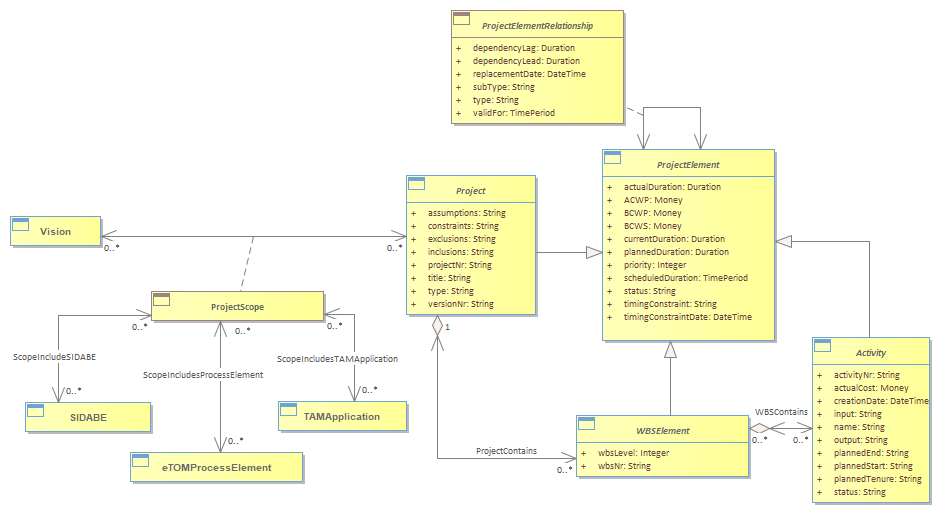 ProjectElementRelationship
+ dependencyLag: Duration
+ dependencyLead: Duration
+ replacementDate: DateTime
+ subType: String
+ type: String
+ validFor: TimePeriod
ProjectElement
+ actualDuration: Duration
+ ACWP: Money
+ BCWP: Money
+ BCWS: Money
+ currentDuration: Duration
+ plannedDuration: Duration
+ priority: Integer
+ scheduledDuration: TimePeriod
+ status: String
+ timingConstraint: String
+ timingConstraintDate: DateTime
Project
+ assumptions: String
+ constraints: String
+ exclusions: String
+ inclusions: String
+ projectNr: String
+ title: String
+ type: String
+ versionNr: String
Vision
0..*
0..*
ProjectScope
0..*
0..*
0..*
1
ScopeIncludeSIDABE
ScopeIncludesTAMApplication
ScopeIncludesProcessElement
0..*
0..*
SIDABE
TAMApplication
0..*
eTOMProcessElement
Activity
+ activityNr: String
+ actualCost: Money
+ creationDate: DateTime
+ input: String
+ name: String
+ output: String
+ plannedEnd: String
+ plannedStart: String
+ plannedTenure: String
+ status: String
WBSContains
0..*
0..*
WBSElement
+ wbsLevel: Integer
+ wbsNr: String
ProjectContains
0..*